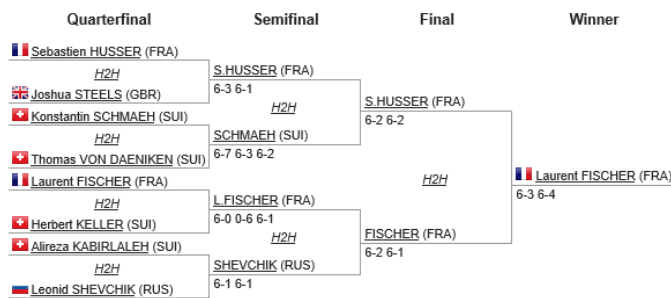 Quarterfinal Semifinal Final Winner
Sebastien HUSSER (FRA)
H2H
Joshua STEELS (GBR)
Konstantin SCHMAEH (SUI)
H2H
Thomas VON DAENIKEN (SUI)
Laurent FISCHER (FRA)
H2H
Herbert KELLER (SUI)
Alireza KABIRLALEH (SUI)
H2H
Leonid SHEVCHIK (RUS)
S.HUSSER (FRA)
6-3 6-1
H2H
SCHMAEH (SUI)
6-7 6-3 6-2
L.FISCHER (FRA)
6-0 0-6 6-1
H2H
SHEVCHIK (RUS)
6-1 6-1
S.HUSSER (FRA)
6-2 6-2
H2H
FISCHER (FRA)
6-2 6-1
Laurent FISCHER (FRA)
6-3 6-4